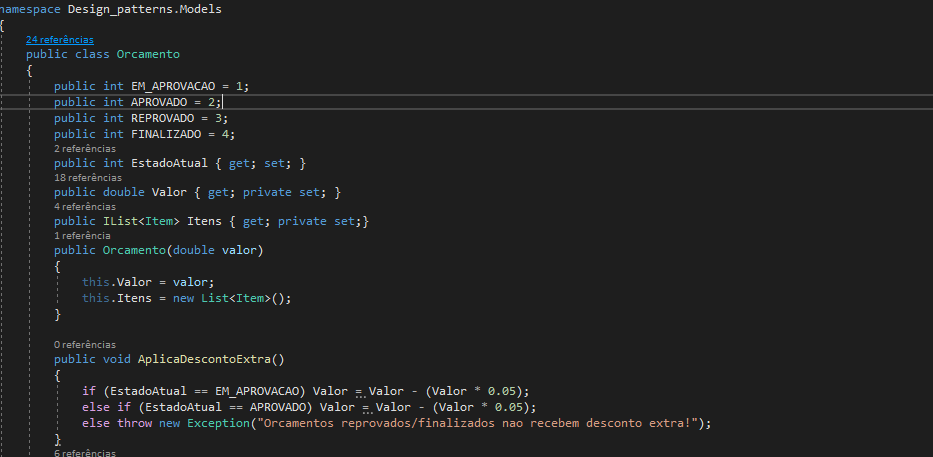 namespace Design_patterns.Models
{
24 referências
public class Orcamento
{
public int EM_APROVACAO = 1;
public int APROVADO = 2;
public int REPROVADO = 3;
public int FINALIZADO = 4;
2 referências
public int EstadoAtual { get; set; }
18 referências
public double Valor { get; private set; }
4 referências
public IList<Item> Itens { get; private set;}
1 referência
public Orcamento(double valor)
{
this.Valor = valor;
this.Itens = new List<Item>();
}
0 referências
public void AplicaDescontoExtra()
{
if (EstadoAtual == EM_APROVACAO) Valor = Valor - (Valor * 0.05);
else if (EstadoAtual == APROVADO) Valor = Valor - (Valor * 0.05);
else throw new Exception("Orcamentos reprovados/finalizados nao recebem desconto extra!");
}
6 referências